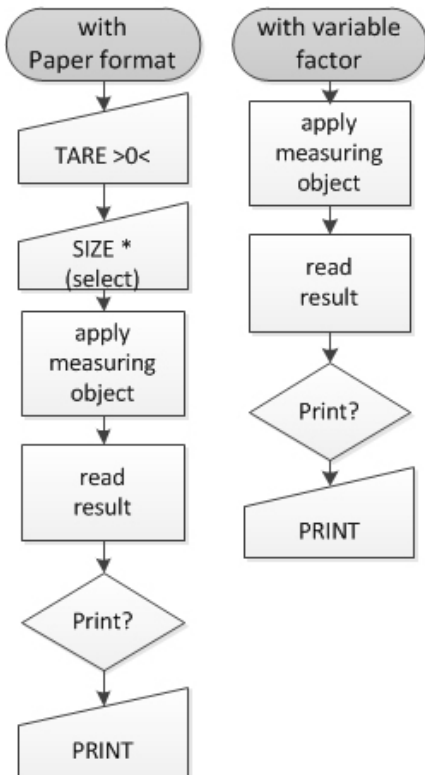 with
Paper format
TARE >0<
SIZE *
(select)
apply
measuring
object
read
result
Print?
PRINT
with variable
factor
apply
measuring
object
read
result
Print?
PRINT